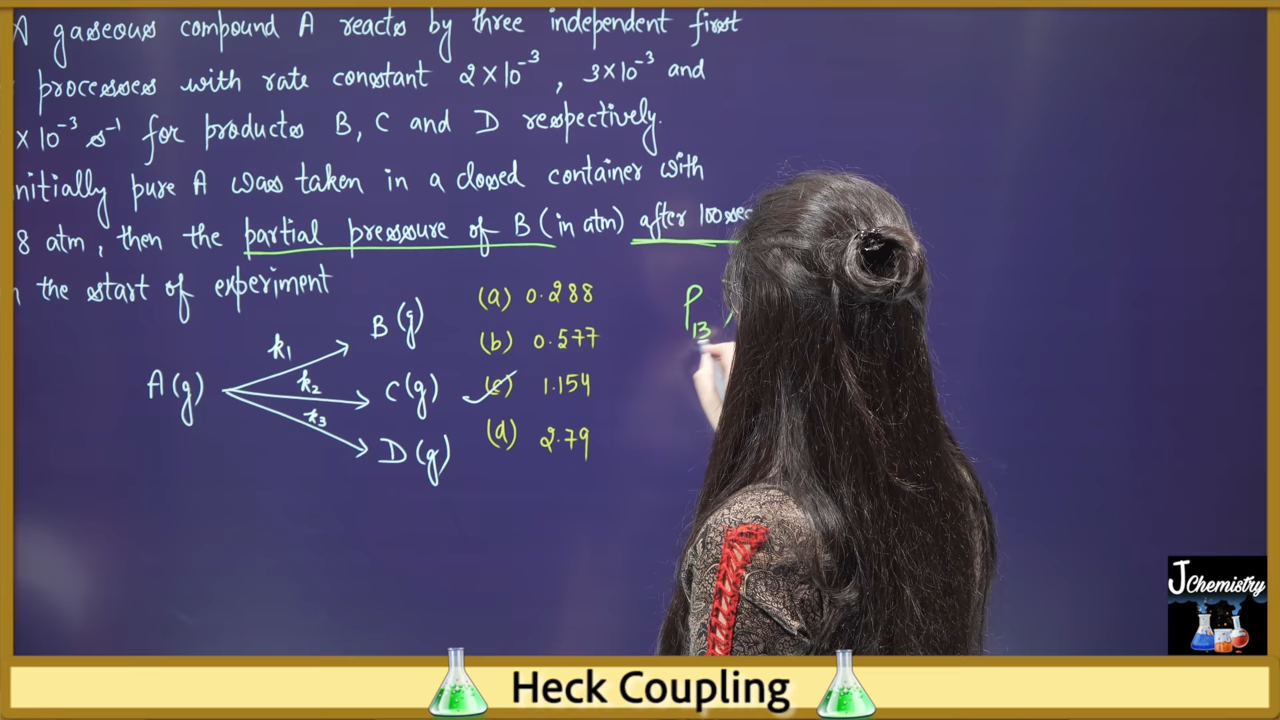 A gaseous compound A reacts by three independent first
processes with rate constant 2×10⁻³, 3×10⁻³ and
×10⁻³ s⁻¹ for products B, C and D respectively.
nitially pure A was taken in a closed container with
8 atm, then the partial pressure of B (in atm) after 100 sec
the start of experiment
A(g)
k₁
k₂
k₃
B(g)
C(g)
D(g)
(a) 0.288
(b) 0.577
(c) 1.154
(d) 2.79
P_B
J Chemistry
Heck Coupling